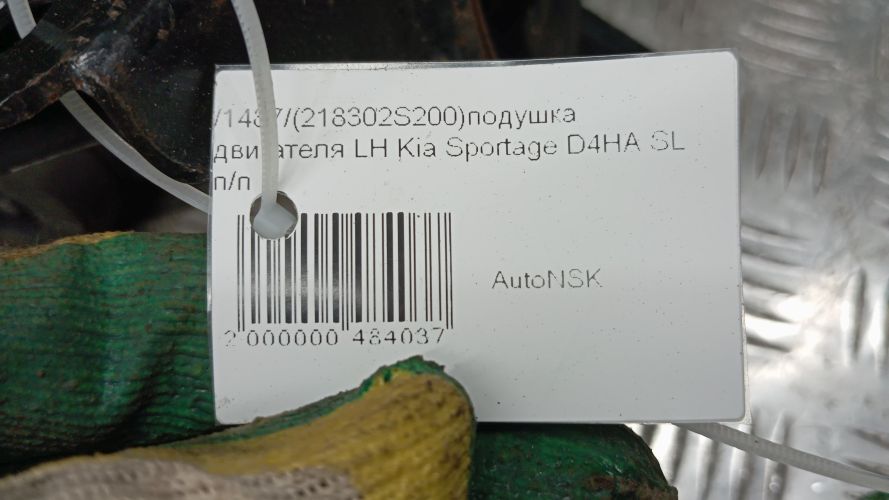 /1487/(218302S200)подушка
двигателя LH Kia Sportage D4HA SL
п/п
AutoNSK
2 000000 484037